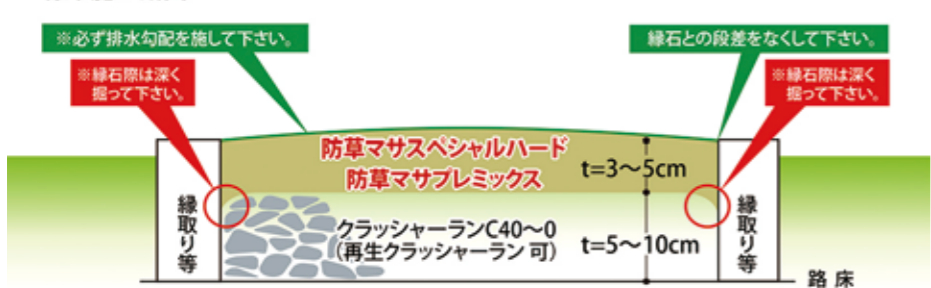 ※必ず排水勾配を施して下さい。
縁石との段差をなくして下さい。
※縁石際は深く
掘って下さい。
※縁石際は深く
掘って下さい。
防草マサスペシャルハード
防草マサプレミックス
t=3〜5cm
縁取り等
クラッシャーランC40〜0
(再生クラッシャーラン 可)
t=5〜10cm
縁取り等
路床